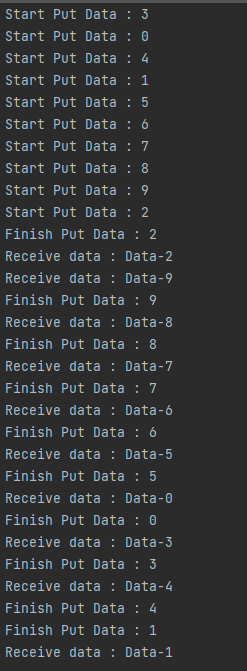 Start Put Data : 3
Start Put Data : 0
Start Put Data : 4
Start Put Data : 1
Start Put Data : 5
Start Put Data : 6
Start Put Data : 7
Start Put Data : 8
Start Put Data : 9
Start Put Data : 2
Finish Put Data : 2
Receive data : Data-2
Receive data : Data-9
Finish Put Data : 9
Receive data : Data-8
Finish Put Data : 8
Receive data : Data-7
Finish Put Data : 7
Receive data : Data-6
Finish Put Data : 6
Receive data : Data-5
Finish Put Data : 5
Receive data : Data-0
Finish Put Data : 0
Receive data : Data-3
Finish Put Data : 3
Receive data : Data-4
Finish Put Data : 4
Finish Put Data : 1
Receive data : Data-1